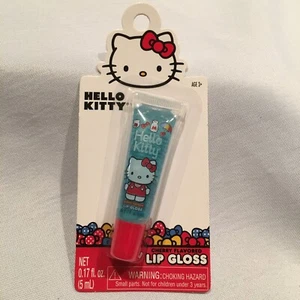 AGE 3+
HELLO
KITTY
Hello
Kitty
CHERRY FLAVORED
LIP GLOSS
NET
0.17 fl. oz.
(5 mL)
WARNING: CHOKING HAZARD
Small parts. Not for children under 3 years